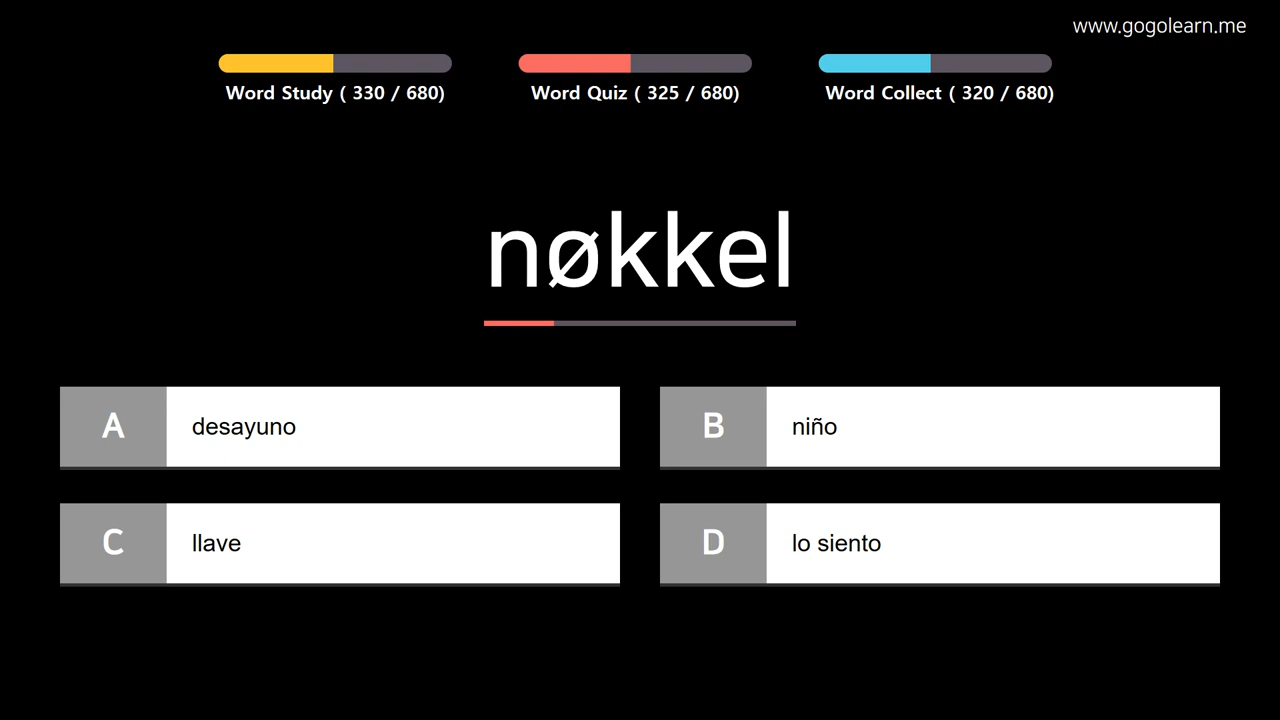 www.gogolearn.me
Word Study ( 330 / 680)
Word Quiz ( 325 / 680)
Word Collect ( 320 / 680)
nøkkel
A desayuno
B niño
C llave
D lo siento